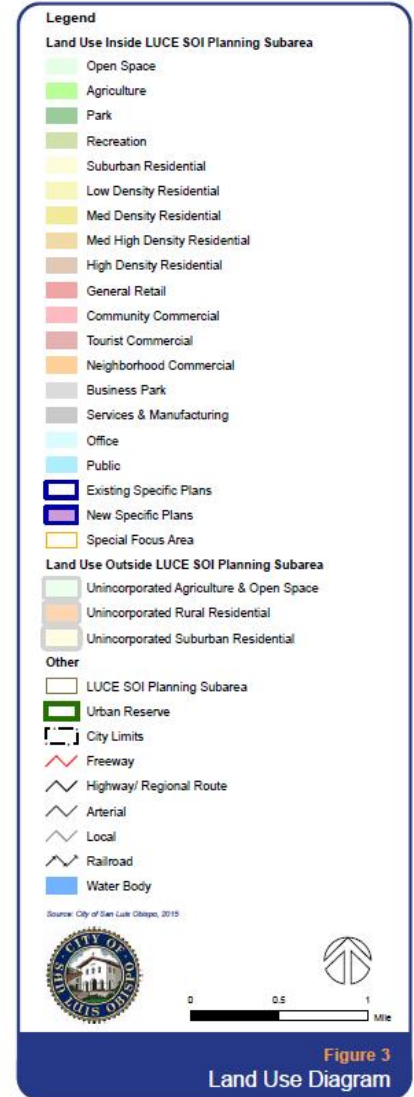 Legend
Land Use Inside LUCE SOI Planning Subarea
Open Space
Agriculture
Park
Recreation
Suburban Residential
Low Density Residential
Med Density Residential
Med High Density Residential
High Density Residential
General Retail
Community Commercial
Tourist Commercial
Neighborhood Commercial
Business Park
Services & Manufacturing
Office
Public
Existing Specific Plans
New Specific Plans
Special Focus Area
Land Use Outside LUCE SOI Planning Subarea
Unincorporated Agriculture & Open Space
Unincorporated Rural Residential
Unincorporated Suburban Residential
Other
LUCE SOI Planning Subarea
Urban Reserve
City Limits
Freeway
Highway/ Regional Route
Arterial
Local
Railroad
Water Body
Source: City of San Luis Obispo, 2015
CITY OF SAN LUIS OBISPO
0 0.5 1
Mile
Figure 3
Land Use Diagram